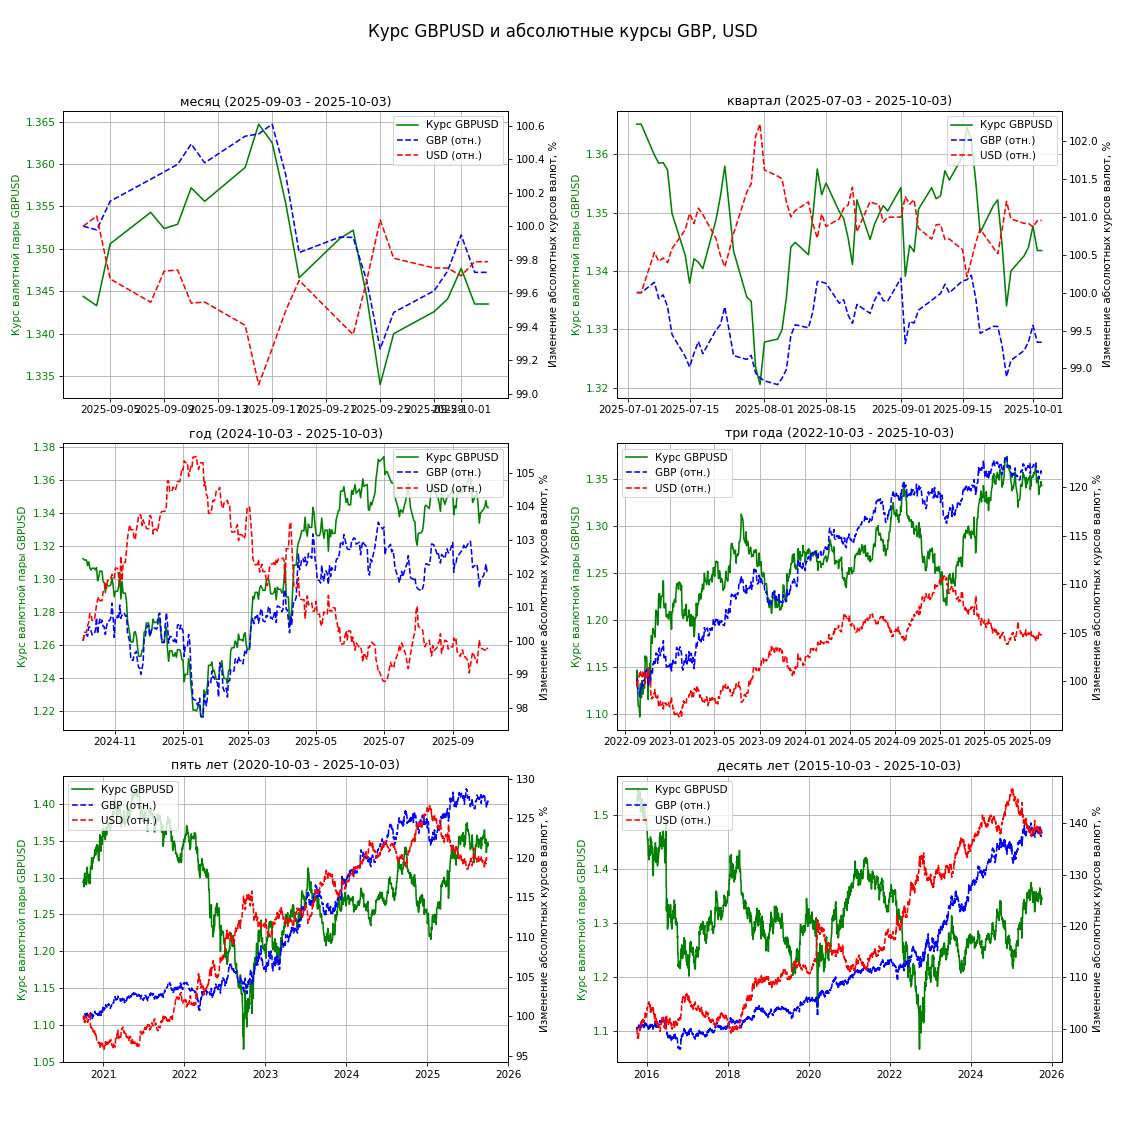 Курс GBPUSD и абсолютные курсы GBP, USD
месяц (2025-09-03 - 2025-10-03)
Курс валютной пары GBPUSD
1.365
1.360
1.355
1.350
1.345
1.340
1.335
Курс GBPUSD
GBP (отн.)
USD (отн.)
100.6
100.4
100.2
100.0
99.8
99.6
99.4
99.2
99.0
Изменение абсолютных курсов валют, %
2025-09-05 2025-09-09 2025-09-13 2025-09-17 2025-09-21 2025-09-25 2025-09-29 2025-10-01
квартал (2025-07-03 - 2025-10-03)
Курс валютной пары GBPUSD
1.36
1.35
1.34
1.33
1.32
Курс GBPUSD
GBP (отн.)
USD (отн.)
102.0
101.5
101.0
100.5
100.0
99.5
99.0
Изменение абсолютных курсов валют, %
2025-07-01 2025-07-15 2025-08-01 2025-08-15 2025-09-01 2025-09-15 2025-10-01
год (2024-10-03 - 2025-10-03)
Курс валютной пары GBPUSD
1.38
1.36
1.34
1.32
1.30
1.28
1.26
1.24
1.22
Курс GBPUSD
GBP (отн.)
USD (отн.)
105
104
103
102
101
100
99
98
Изменение абсолютных курсов валют, %
2024-11 2025-01 2025-03 2025-05 2025-07 2025-09
три года (2022-10-03 - 2025-10-03)
Курс валютной пары GBPUSD
1.35
1.30
1.25
1.20
1.15
1.10
Курс GBPUSD
GBP (отн.)
USD (отн.)
120
115
110
105
100
Изменение абсолютных курсов валют, %
2022-09 2023-01 2023-05 2023-09 2024-01 2024-05 2024-09 2025-01 2025-05 2025-09
пять лет (2020-10-03 - 2025-10-03)
Курс валютной пары GBPUSD
1.40
1.35
1.30
1.25
1.20
1.15
1.10
1.05
Курс GBPUSD
GBP (отн.)
USD (отн.)
130
125
120
115
110
105
100
95
Изменение абсолютных курсов валют, %
2021 2022 2023 2024 2025 2026
десять лет (2015-10-03 - 2025-10-03)
Курс валютной пары GBPUSD
1.5
1.4
1.3
1.2
1.1
Курс GBPUSD
GBP (отн.)
USD (отн.)
140
130
120
110
100
Изменение абсолютных курсов валют, %
2016 2018 2020 2022 2024 2026